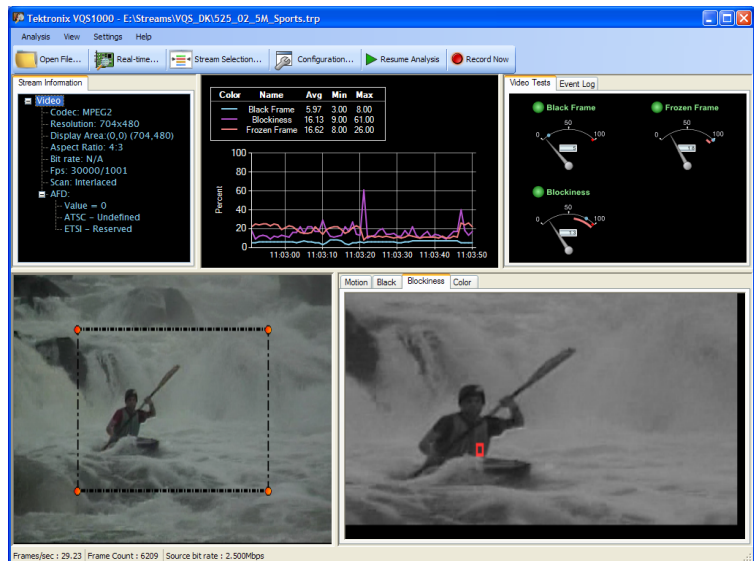 Tektronix VQS1000 - E:\Streams\VQS_DK\525_02_5M_Sports.trp
Analysis View Settings Help
Open File... Real-time... Stream Selection... Configuration... Resume Analysis Record Now
Stream Information
Video
Codec: MPEG2
Resolution: 704x480
Display Area:(0,0) (704,480)
Aspect Ratio: 4:3
Bit rate: N/A
Fps: 30000/1001
Scan: Interlaced
AFD:
Value = 0
ATSC - Undefined
ETSI - Reserved
Color Name Avg Min Max
Black Frame 5.97 3.00 8.00
Blockiness 16.13 9.00 61.00
Frozen Frame 16.62 8.00 26.00
Percent
100
80
60
40
20
0
11:03:00 11:03:10 11:03:20 11:03:30 11:03:40 11:03:50
Video Tests Event Log
Black Frame
0 50 100
Frozen Frame
0 50 100
Blockiness
0 50 100
Motion Black Blockiness Color
Frames/sec : 29.23 Frame Count : 6209 Source bit rate : 2.500Mbps